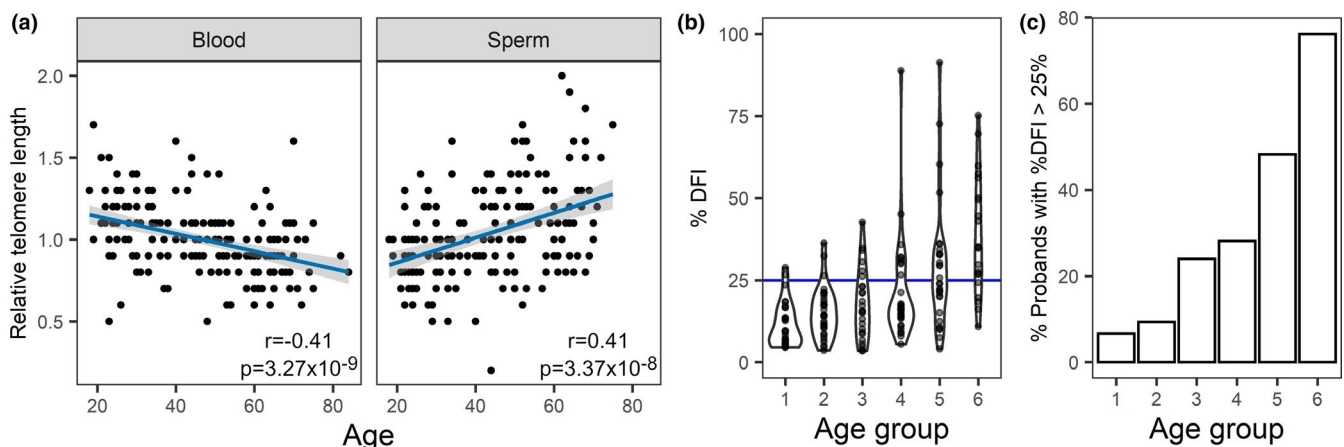 (a)
Blood
Sperm
Relative telomere length
2.0
1.5
1.0
0.5
r=-0.41
p=3.27x10-9
r=0.41
p=3.37x10-8
20 40 60 80
20 40 60 80
Age
(b)
% DFI
100
75
50
25
0
1 2 3 4 5 6
Age group
(c)
% Probands with %DFI > 25%
80
60
40
20
0
1 2 3 4 5 6
Age group